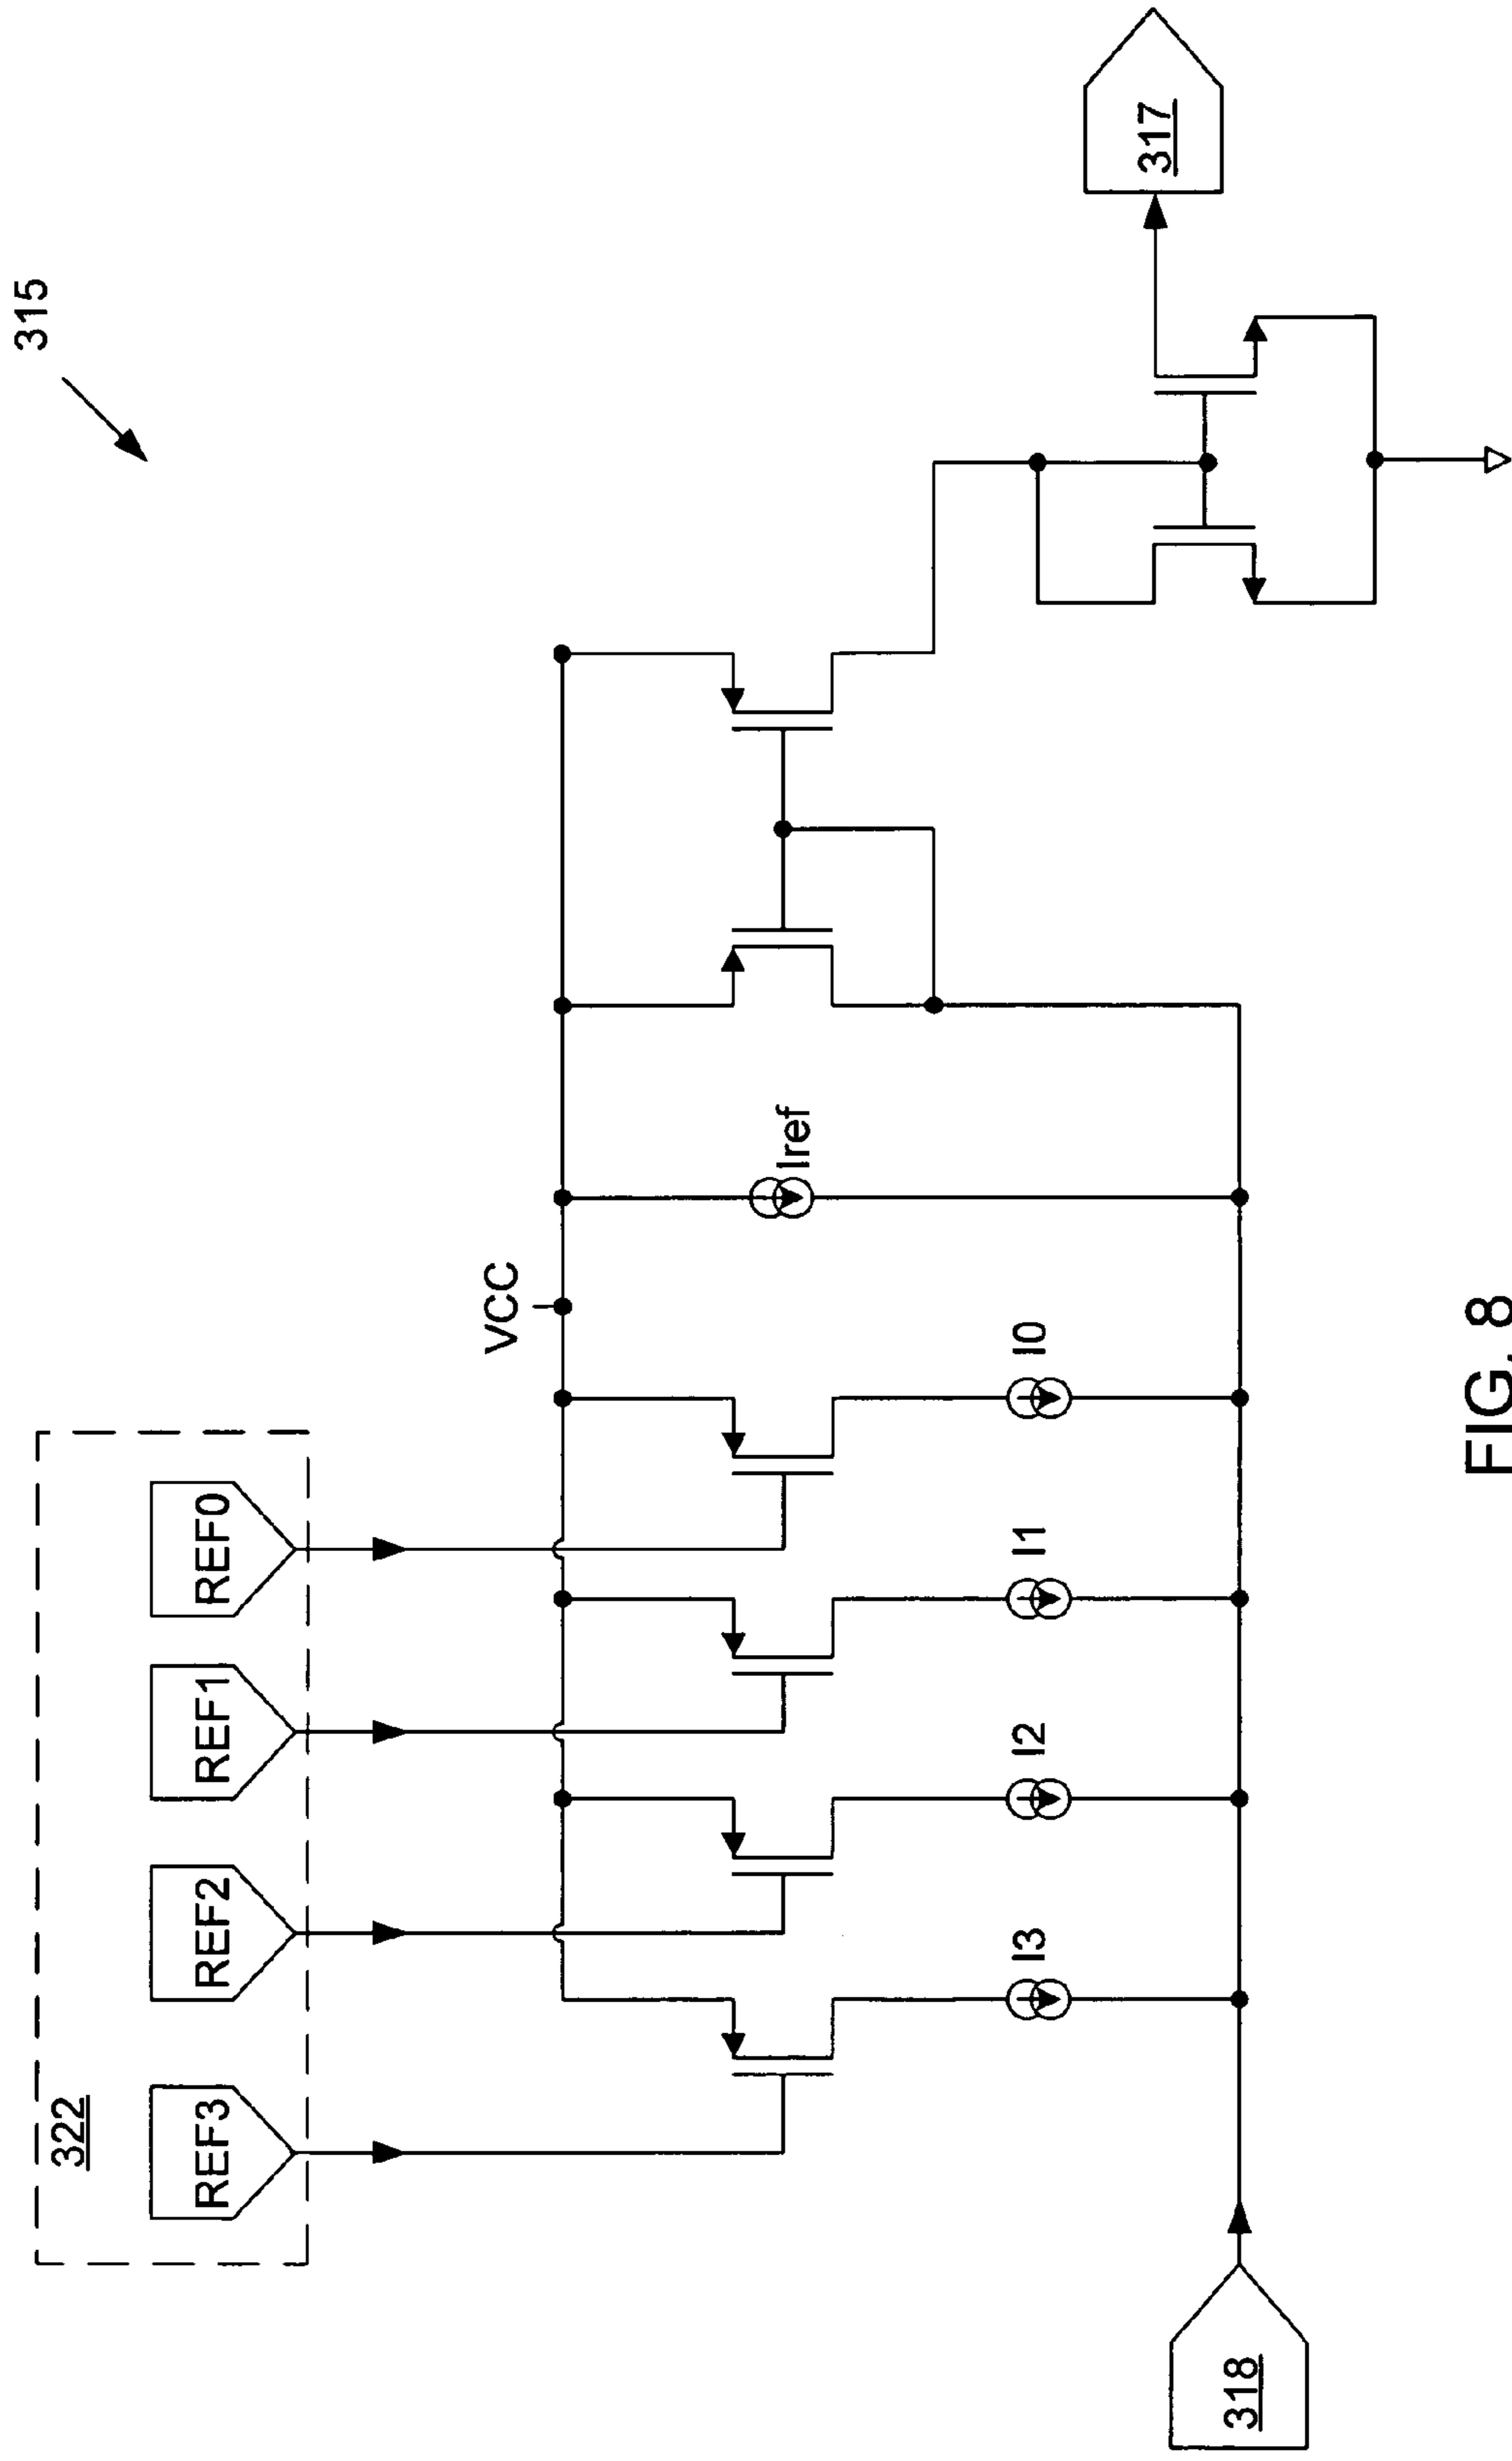 315
322
REF3
REF2
REF1
REF0
VCC
Iref
I3
I2
I1
I0
317
318
FIG. 8